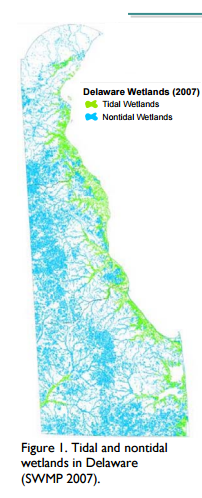 Delaware Wetlands (2007)
Tidal Wetlands
Nontidal Wetlands
Figure 1. Tidal and nontidal
wetlands in Delaware
(SWMP 2007).